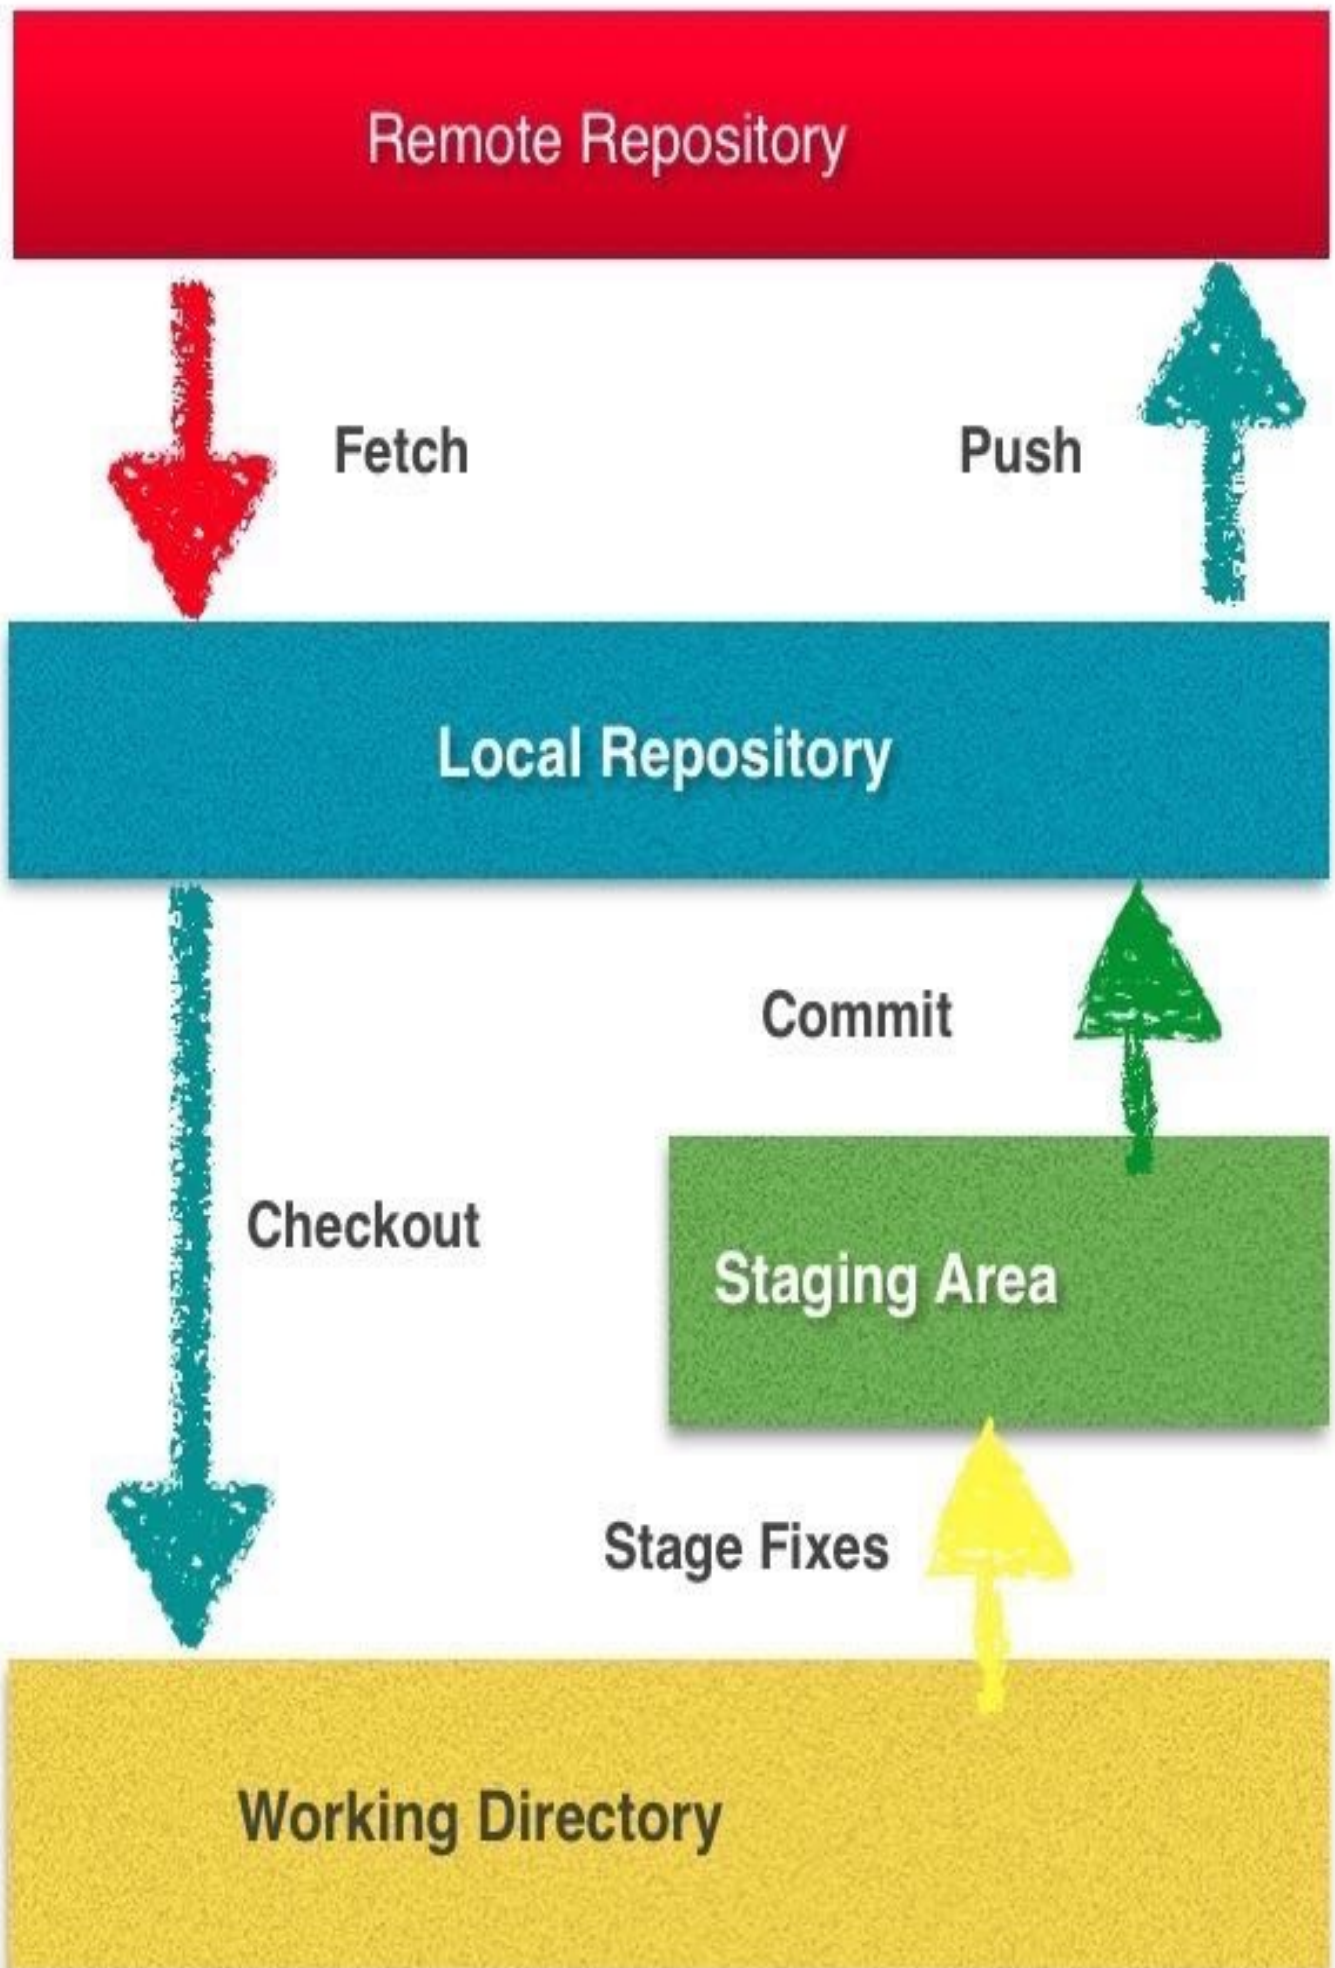 Remote Repository
Fetch
Push
Local Repository
Commit
Checkout
Staging Area
Stage Fixes
Working Directory